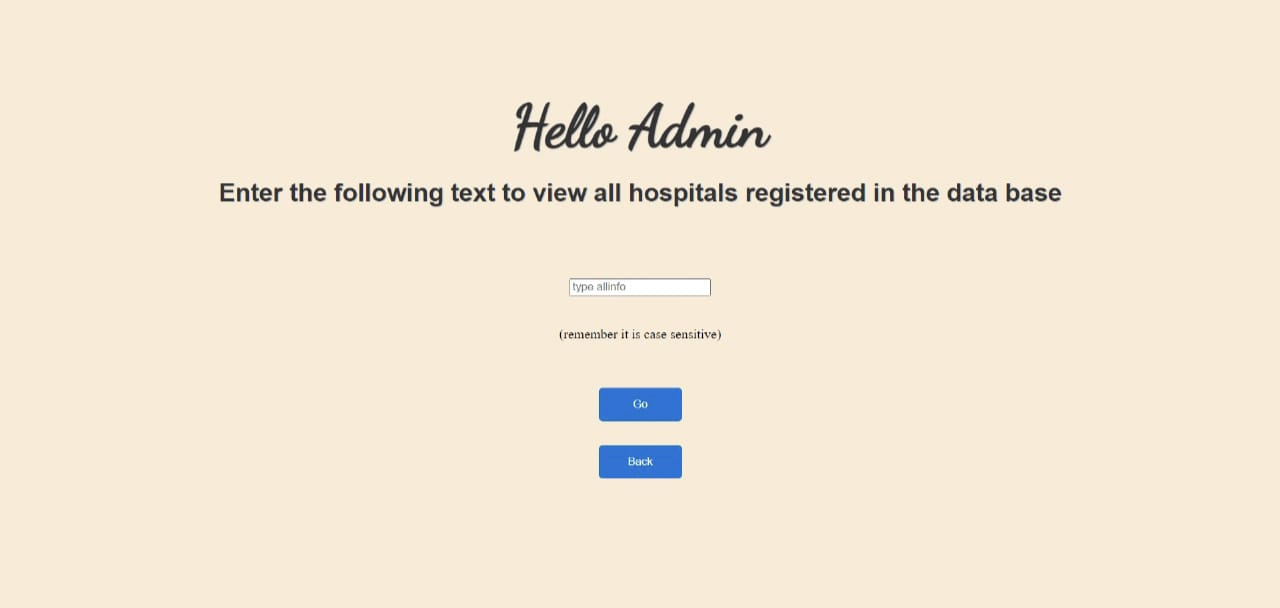 Hello Admin
Enter the following text to view all hospitals registered in the data base
type allinfo
(remember it is case sensitive)
Go
Back